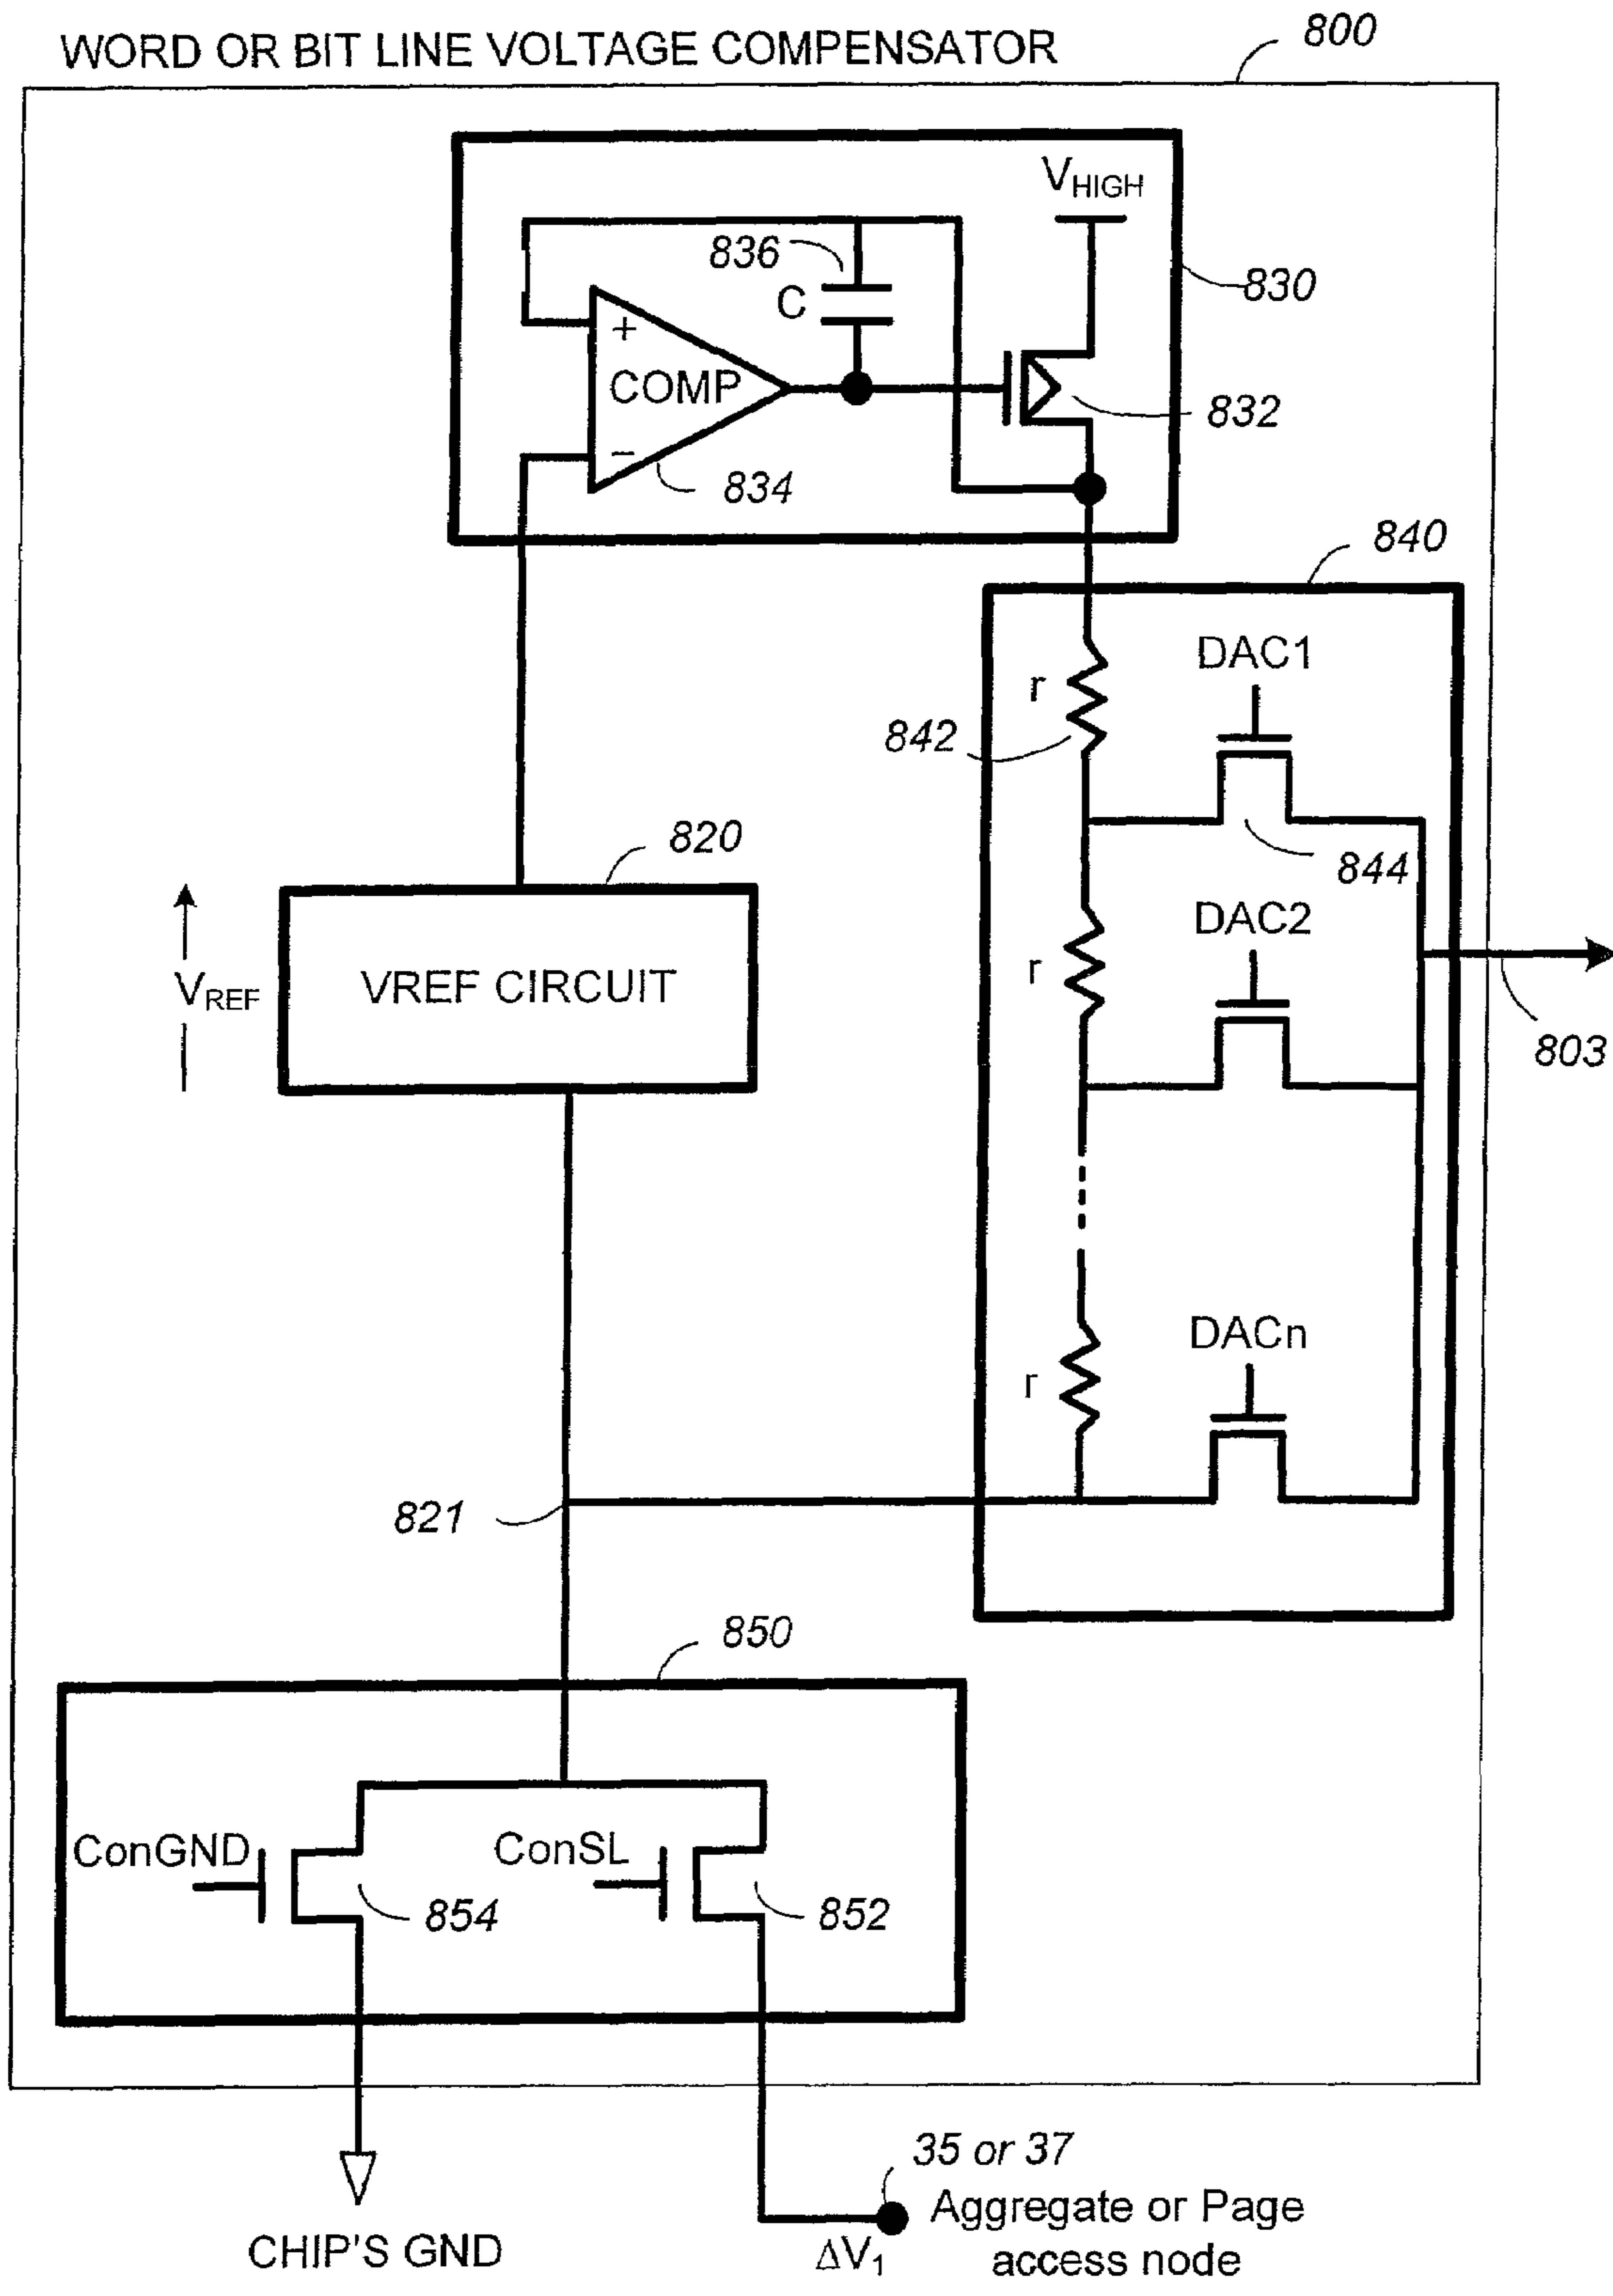 WORD OR BIT LINE VOLTAGE COMPENSATOR
800
VHIGH
836
C
830
+
COMP
832
−
834
840
DAC1
r
842
820
844
DAC2
VREF
VREF CIRCUIT
r
803
DACn
r
821
850
ConGND
ConSL
854
852
35 or 37
Aggregate or Page
access node
CHIP'S GND
ΔV1